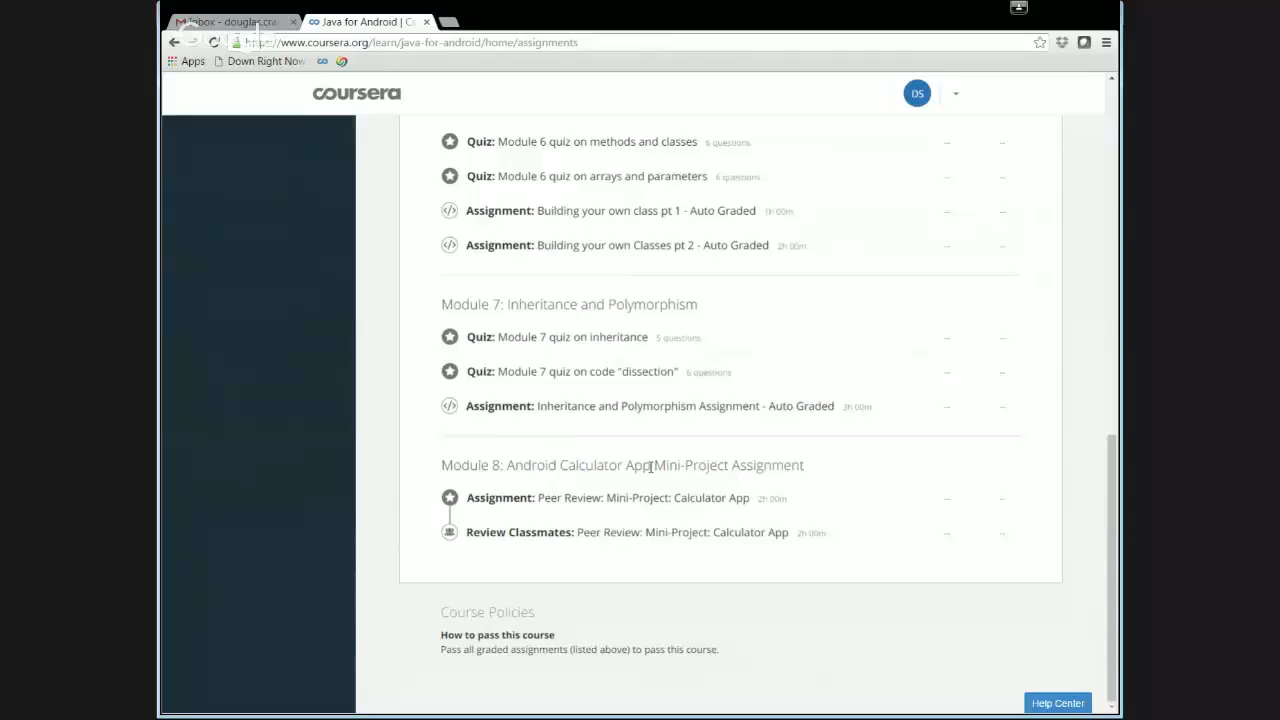 Inbox - douglas.cra
Java for Android | Co
https://www.coursera.org/learn/java-for-android/home/assignments
Apps Down Right Now
coursera
DS
Quiz: Module 6 quiz on methods and classes 6 questions -- --
Quiz: Module 6 quiz on arrays and parameters 6 questions -- --
Assignment: Building your own class pt 1 - Auto Graded 1h 00m -- --
Assignment: Building your own Classes pt 2 - Auto Graded 2h 00m -- --
Module 7: Inheritance and Polymorphism
Quiz: Module 7 quiz on inheritance 5 questions -- --
Quiz: Module 7 quiz on code "dissection" 6 questions -- --
Assignment: Inheritance and Polymorphism Assignment - Auto Graded 3h 00m -- --
Module 8: Android Calculator App Mini-Project Assignment
Assignment: Peer Review: Mini-Project: Calculator App 2h 00m -- --
Review Classmates: Peer Review: Mini-Project: Calculator App 2h 00m -- --
Course Policies
How to pass this course
Pass all graded assignments (listed above) to pass this course.
Help Center